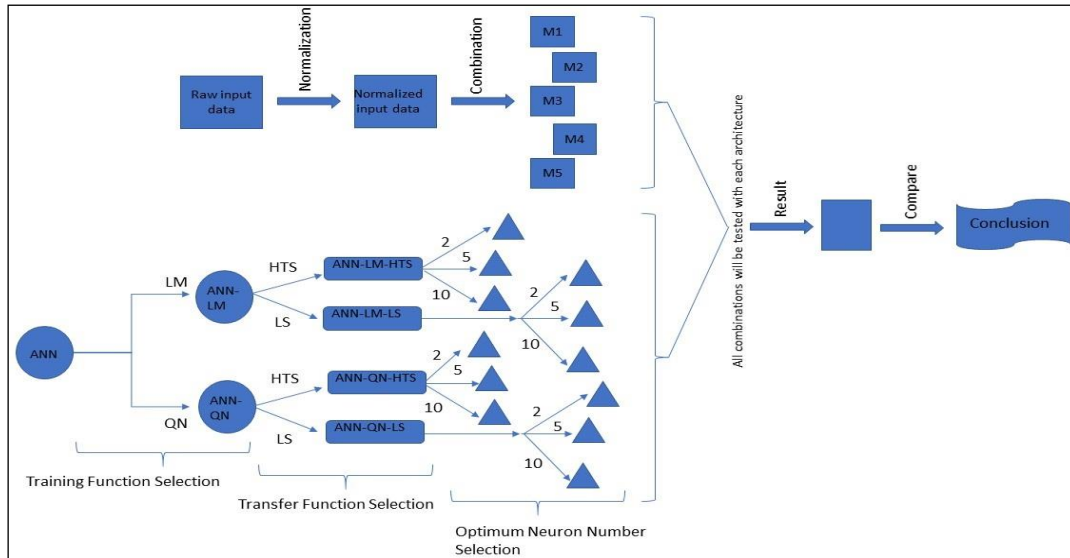 Raw input
data
Normalization
Normalized
input data
Combination
M1
M2
M3
M4
M5
ANN
LM
QN
ANN-
LM
ANN-
QN
HTS
LS
HTS
LS
ANN-LM-HTS
ANN-LM-LS
ANN-QN-HTS
ANN-QN-LS
2
5
10
2
5
10
2
5
10
2
5
10
Training Function Selection
Transfer Function Selection
Optimum Neuron Number
Selection
All combinations will be tested with each architecture
Result
Compare
Conclusion